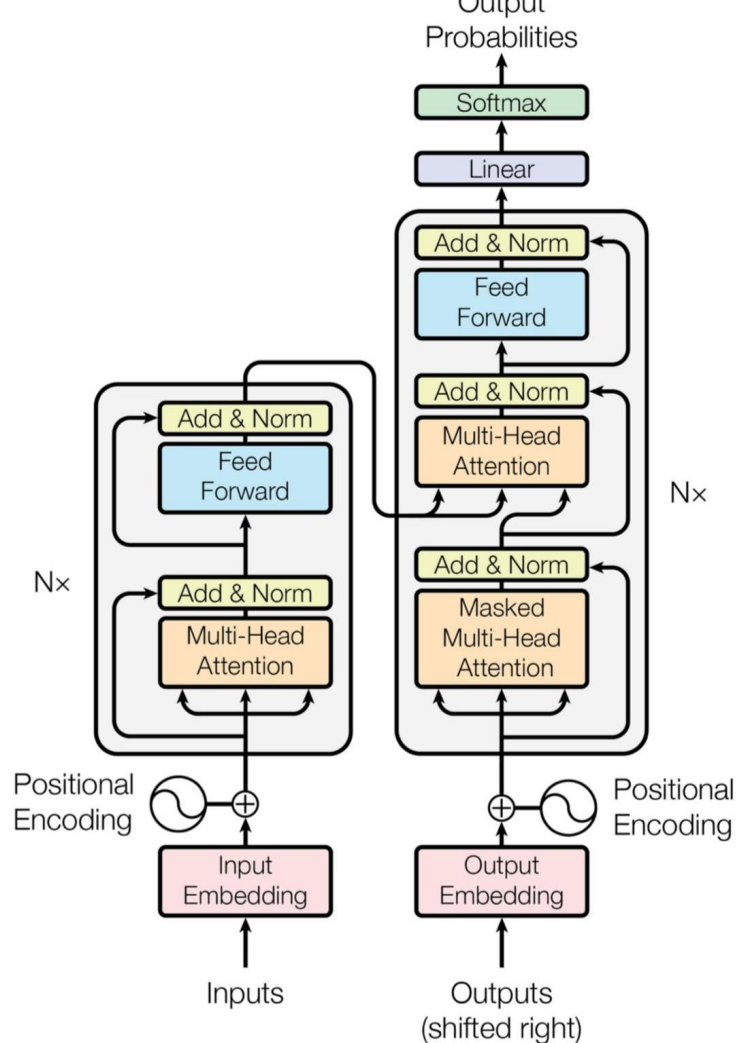 Output
Probabilities
Softmax
Linear
Add & Norm
Feed
Forward
Add & Norm
Multi-Head
Attention
Add & Norm
Masked
Multi-Head
Attention
Nx
Add & Norm
Feed
Forward
Add & Norm
Multi-Head
Attention
Nx
Positional
Encoding
Positional
Encoding
Input
Embedding
Output
Embedding
Inputs
Outputs
(shifted right)